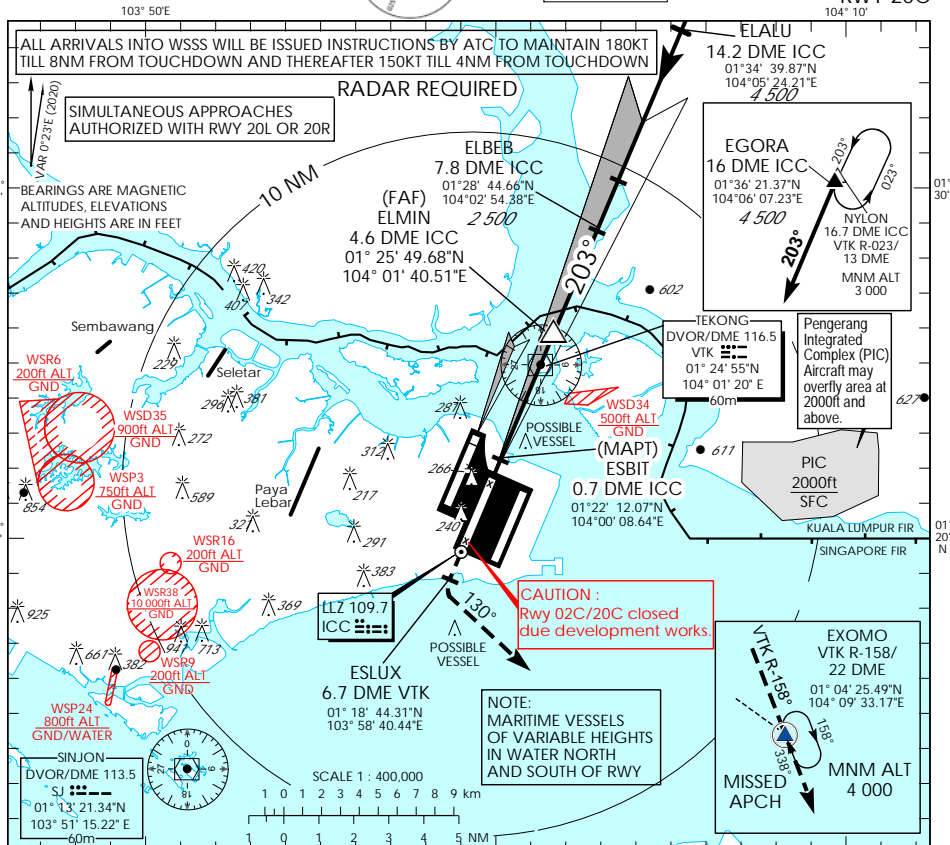 103° 50'E
104° 10'E
ALL ARRIVALS INTO WSSS WILL BE ISSUED INSTRUCTIONS BY ATC TO MAINTAIN 180KT
TILL 8NM FROM TOUCHDOWN AND THEREAFTER 150KT TILL 4NM FROM TOUCHDOWN
RADAR REQUIRED
VAR 0°23'E (2020)
SIMULTANEOUS APPROACHES
AUTHORIZED WITH RWY 20L OR 20R
BEARINGS ARE MAGNETIC
ALTITUDES, ELEVATIONS
AND HEIGHTS ARE IN FEET
10 NM
ELALU
14.2 DME ICC
01°34' 39.87"N
104°05' 24.21"E
4 500
ELBEB
7.8 DME ICC
01°28' 44.66"N
104°02' 54.38"E
2 500
(FAF)
ELMIN
4.6 DME ICC
01° 25' 49.68"N
104° 01' 40.51"E
203°
EGORA
16 DME ICC
01°36' 21.37"N
104°06' 07.23"E
4 500
203°
203°
023°
NYLON
16.7 DME ICC
VTK R-023/
13 DME
MNM ALT
3 000
01°
30'
420
407
342
602
Sembawang
229
Seletar
296
381
WSR6
200ft ALT
GND
WSD35
900ft ALT
GND
272
WSP3
750ft ALT
GND
854
589
Paya
Lebar
321
217
291
312
287
266
240
TEKONG
DVOR/DME 116.5
VTK
01° 24' 55"N
104° 01' 20" E
60m
Pengerang
Integrated
Complex (PIC)
Aircraft may
overfly area at
2000ft and
above.
627
611
PIC
2000ft
SFC
WSD34
500ft ALT
GND
POSSIBLE
VESSEL
(MAPT)
ESBIT
0.7 DME ICC
01°22' 12.07"N
104°00' 08.64"E
KUALA LUMPUR FIR
SINGAPORE FIR
01°
20'
N
WSR16
200ft ALT
GND
WSR38
10 000ft ALT
GND
383
369
925
941
713
661
382
WSR9
200ft ALT
GND
WSP24
800ft ALT
GND/WATER
LLZ 109.7
ICC
CAUTION :
Rwy 02C/20C closed
due development works.
130°
POSSIBLE
VESSEL
ESLUX
6.7 DME VTK
01° 18' 44.31"N
103° 58' 40.44"E
NOTE:
MARITIME VESSELS
OF VARIABLE HEIGHTS
IN WATER NORTH
AND SOUTH OF RWY
EXOMO
VTK R-158/
22 DME
01° 04' 25.49"N
104° 09' 33.17"E
VTK R-158°
158°
338°
MISSED
APCH
MNM ALT
4 000
SINJON
DVOR/DME 113.5
SJ
01° 13' 21.34"N
103° 51' 15.22" E
60m
0
9
18
27
SCALE 1 : 400,000
1 0 1 2 3 4 5 6 7 8 9 km
1 0 1 2 3 4 5 NM